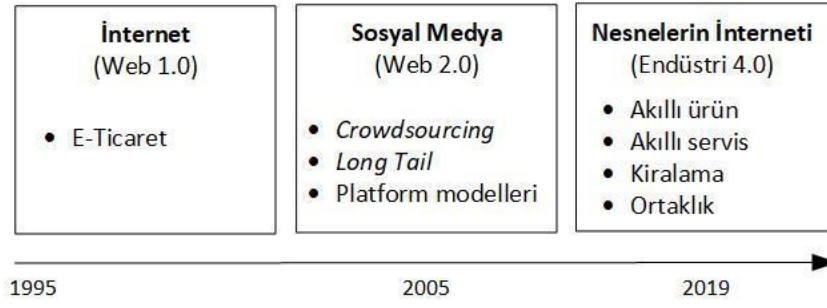 İnternet
(Web 1.0)
• E-Ticaret
Sosyal Medya
(Web 2.0)
• Crowdsourcing
• Long Tail
• Platform modelleri
Nesnelerin İnterneti
(Endüstri 4.0)
• Akıllı ürün
• Akıllı servis
• Kiralama
• Ortaklık
1995
2005
2019